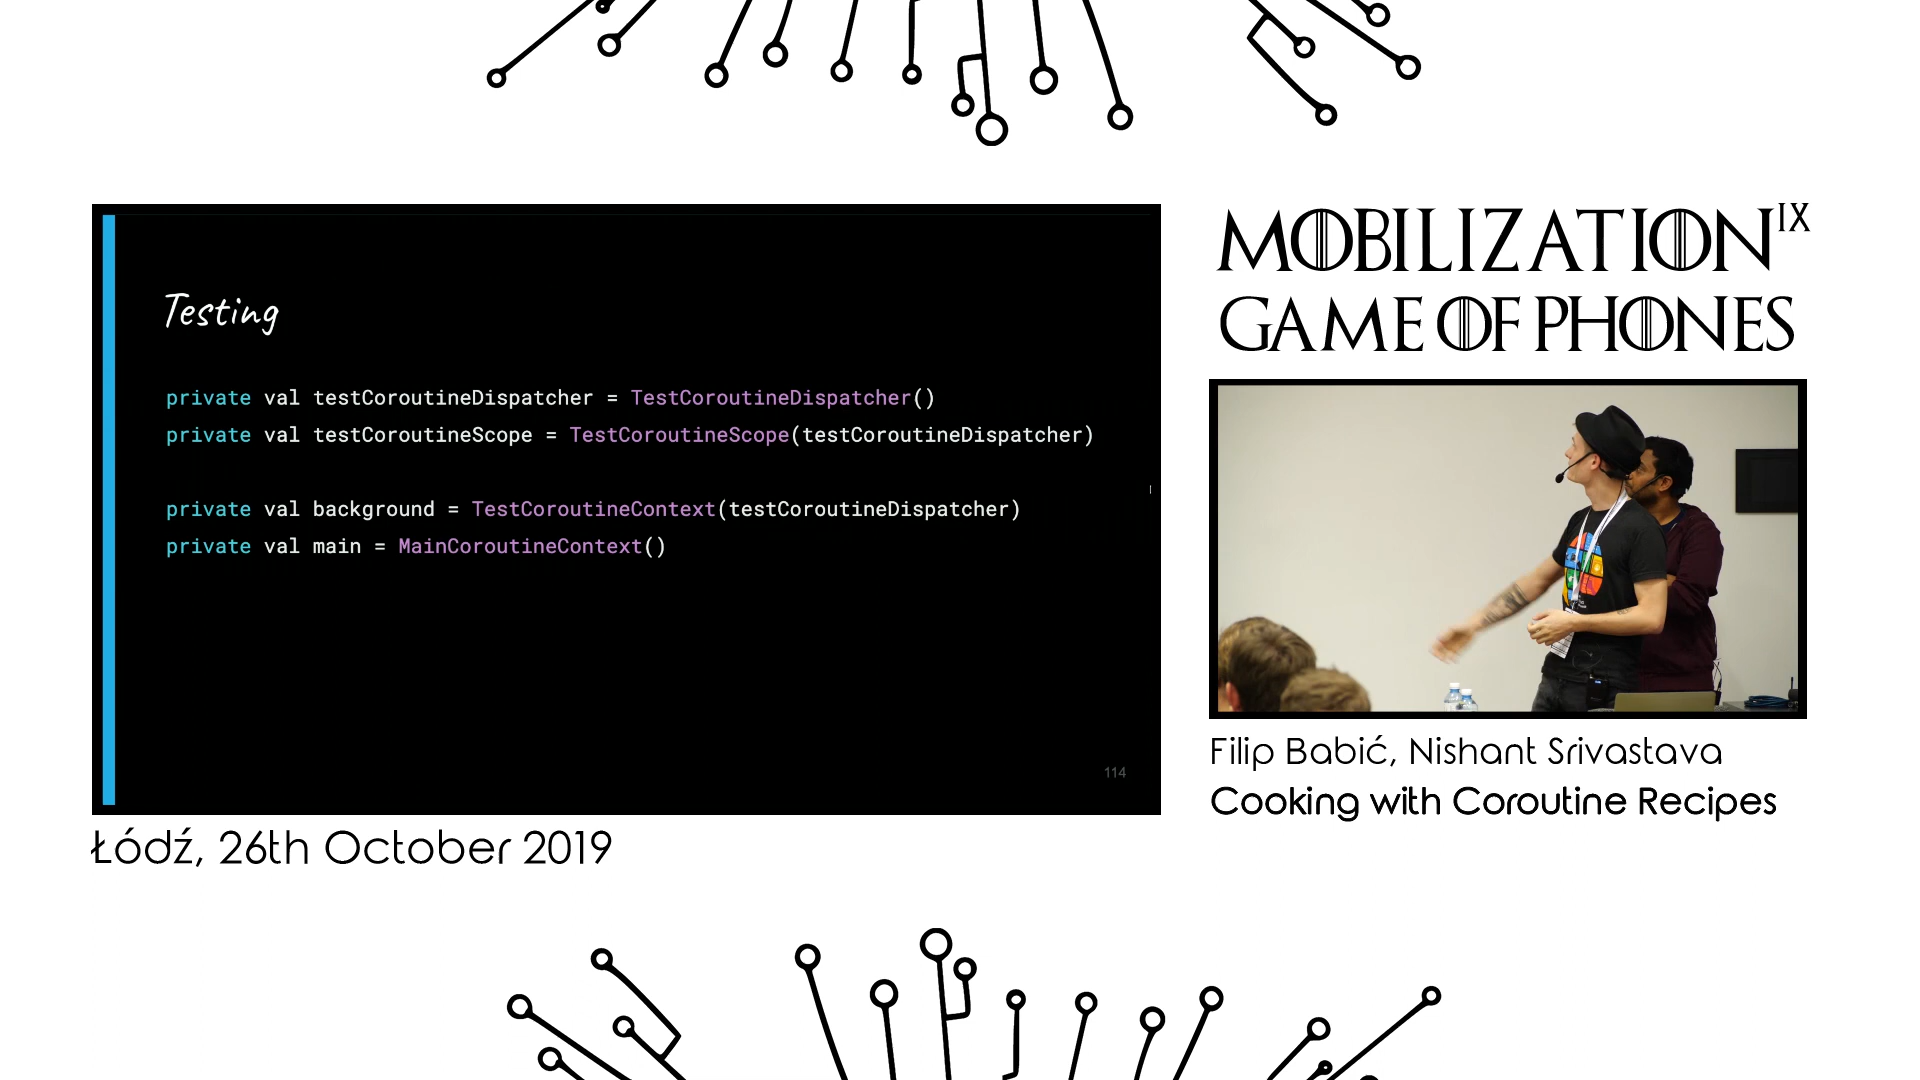 MOBILIZATION IX
GAME OF PHONES
Testing
private val testCoroutineDispatcher = TestCoroutineDispatcher()
private val testCoroutineScope = TestCoroutineScope(testCoroutineDispatcher)
private val background = TestCoroutineContext(testCoroutineDispatcher)
private val main = MainCoroutineContext()
114
Filip Babić, Nishant Srivastava
Cooking with Coroutine Recipes
Łódź, 26th October 2019